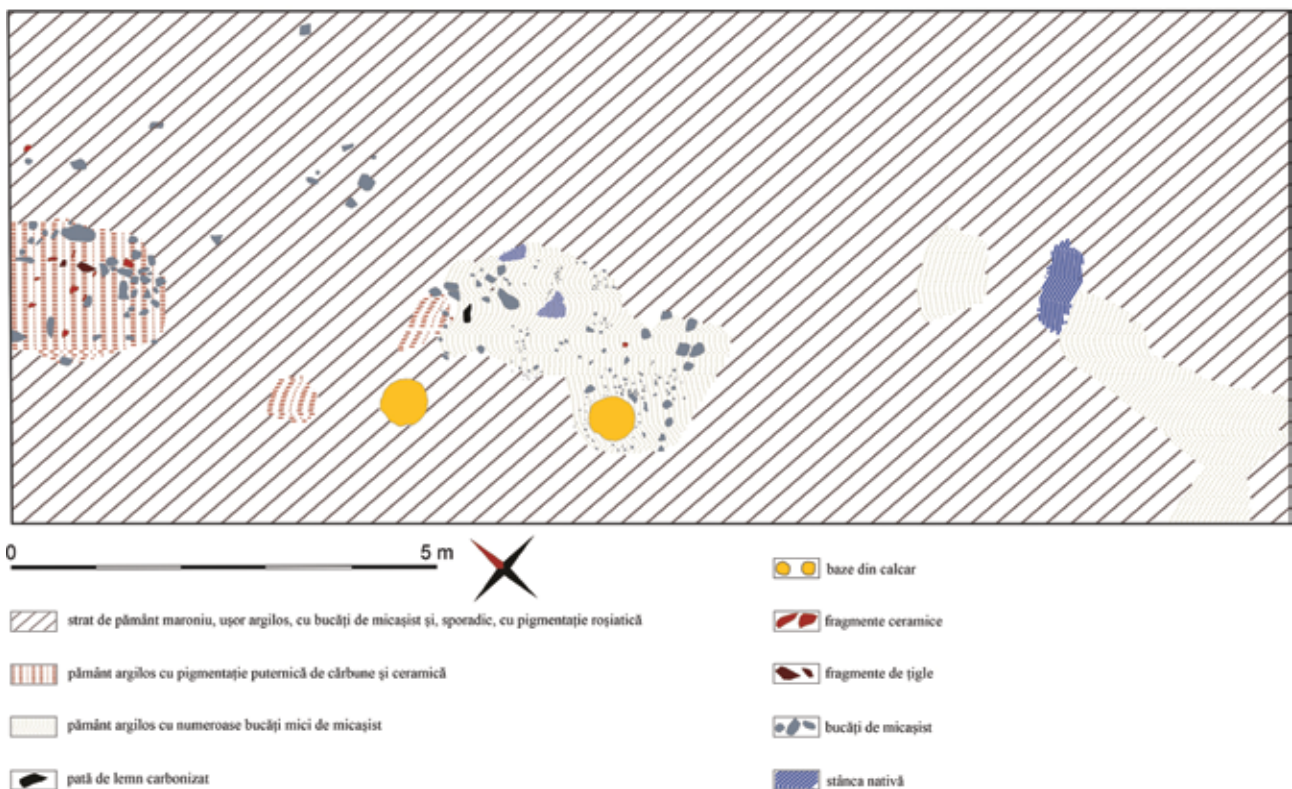 0 5 m
strat de pământ maroniu, ușor argilos, cu bucăți de micașist și, sporadic, cu pigmentație roșiatică
pământ argilos cu pigmentație puternică de cărbune și ceramică
pământ argilos cu numeroase bucăți mici de micașist
pată de lemn carbonizat
baze din calcar
fragmente ceramice
fragmente de țigle
bucăți de micașist
stânca nativă